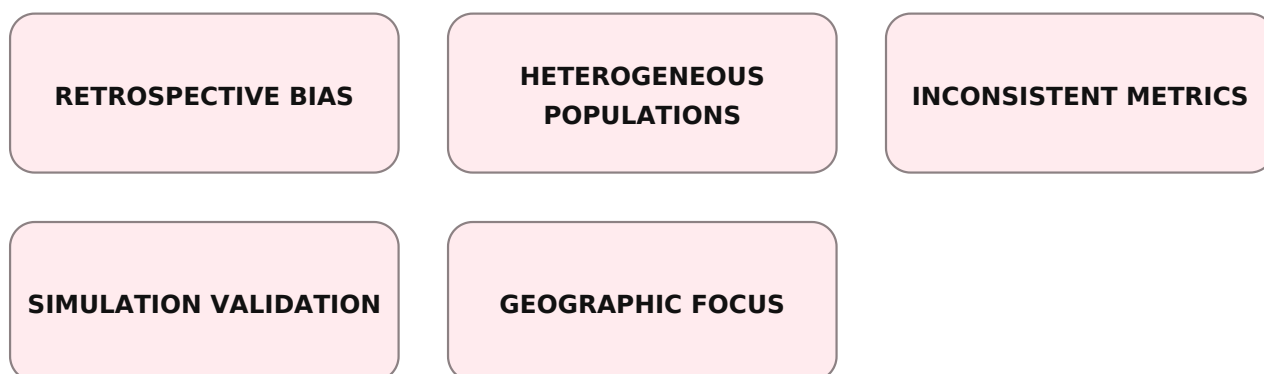 RETROSPECTIVE BIAS
HETEROGENEOUS
POPULATIONS
INCONSISTENT METRICS
SIMULATION VALIDATION
GEOGRAPHIC FOCUS